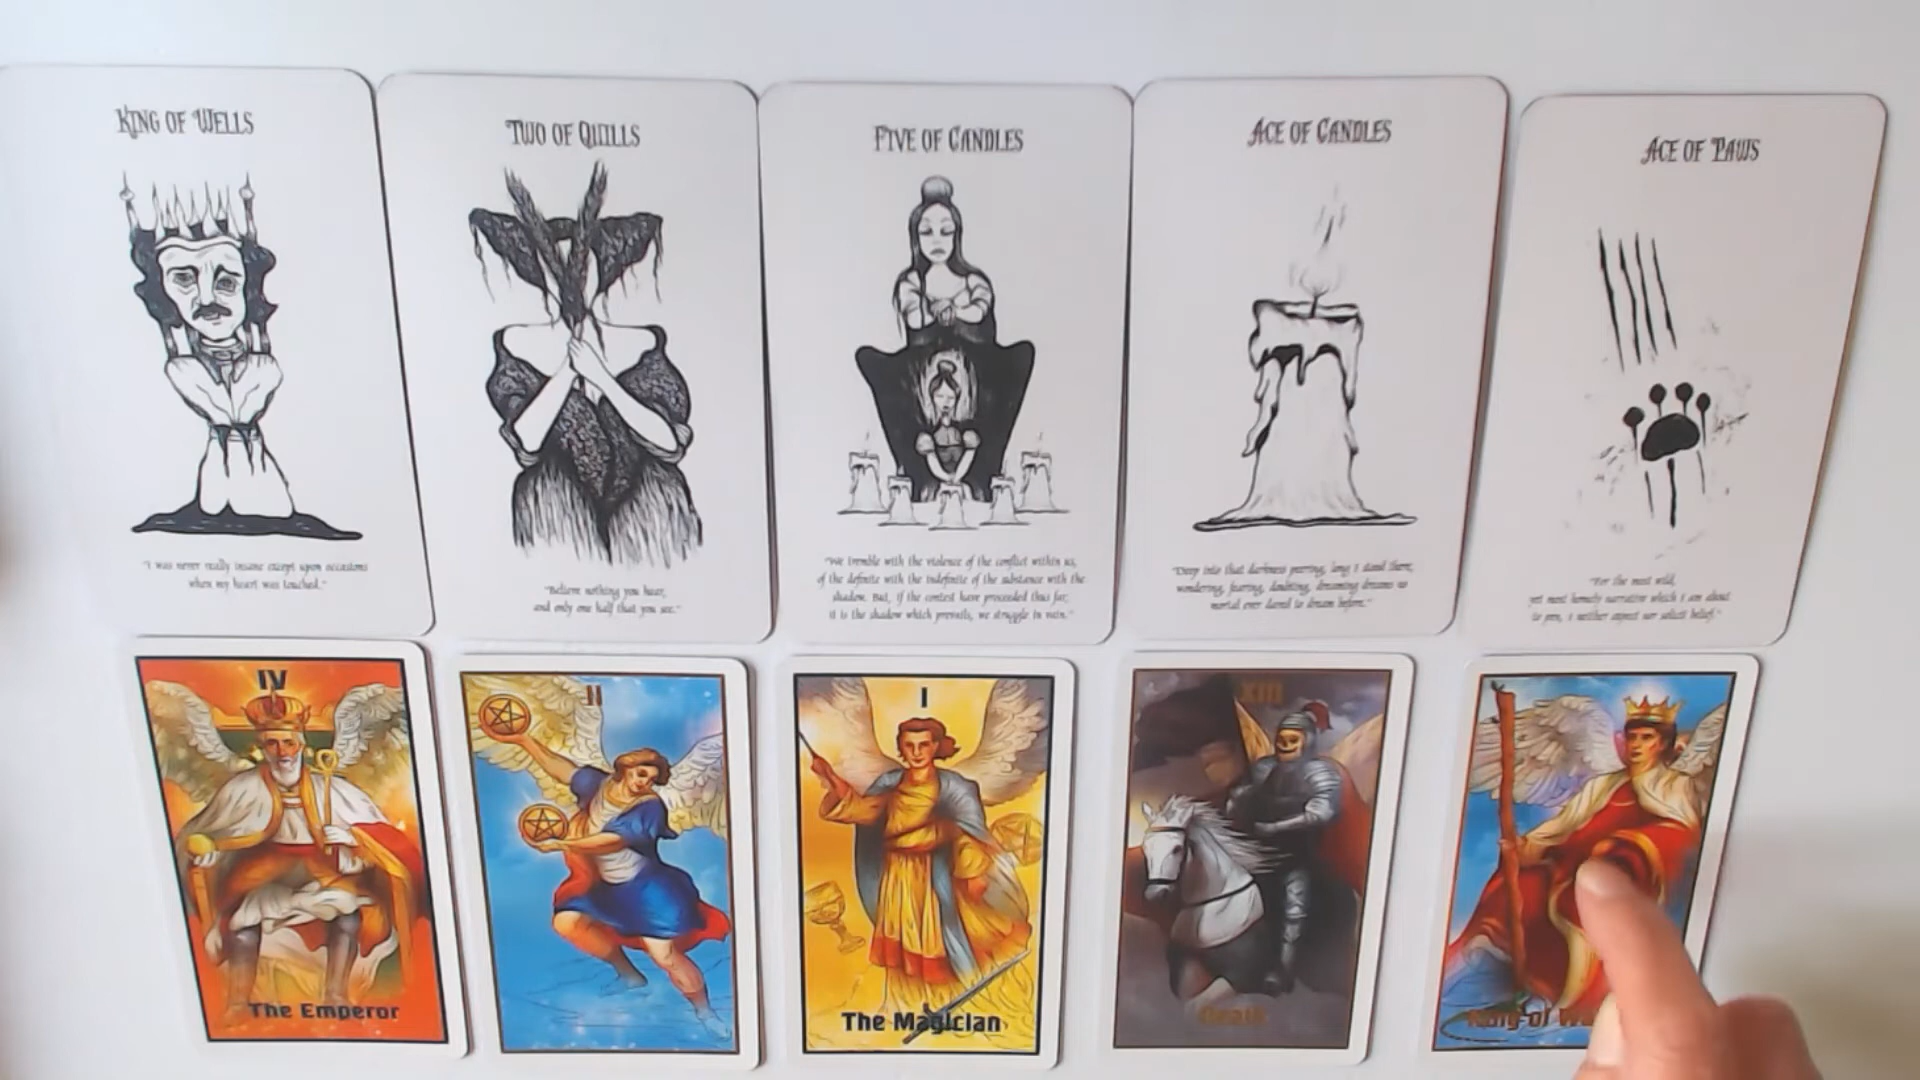 KING OF WELLS
"I was never really insane except upon occasions
when my heart was touched."
TWO OF QUILLS
"Believe nothing you hear,
and only one half that you see."
FIVE OF CANDLES
"We tremble with the violence of the conflict within us,
of the definite with the indefinite of the substance with the
shadow. But, if the contest have proceeded thus far,
it is the shadow which prevails, we struggle in vain."
ACE OF CANDLES
"Deep into that darkness peering, long I stood there,
wondering, fearing, doubting, dreaming dreams no
mortal ever dared to dream before."
ACE OF PAWS
"For the most wild,
yet most homely narrative which I am about
to pen, I neither expect nor solicit belief."
IV
The Emperor
II
I
The Magician
XIII
Death
King of